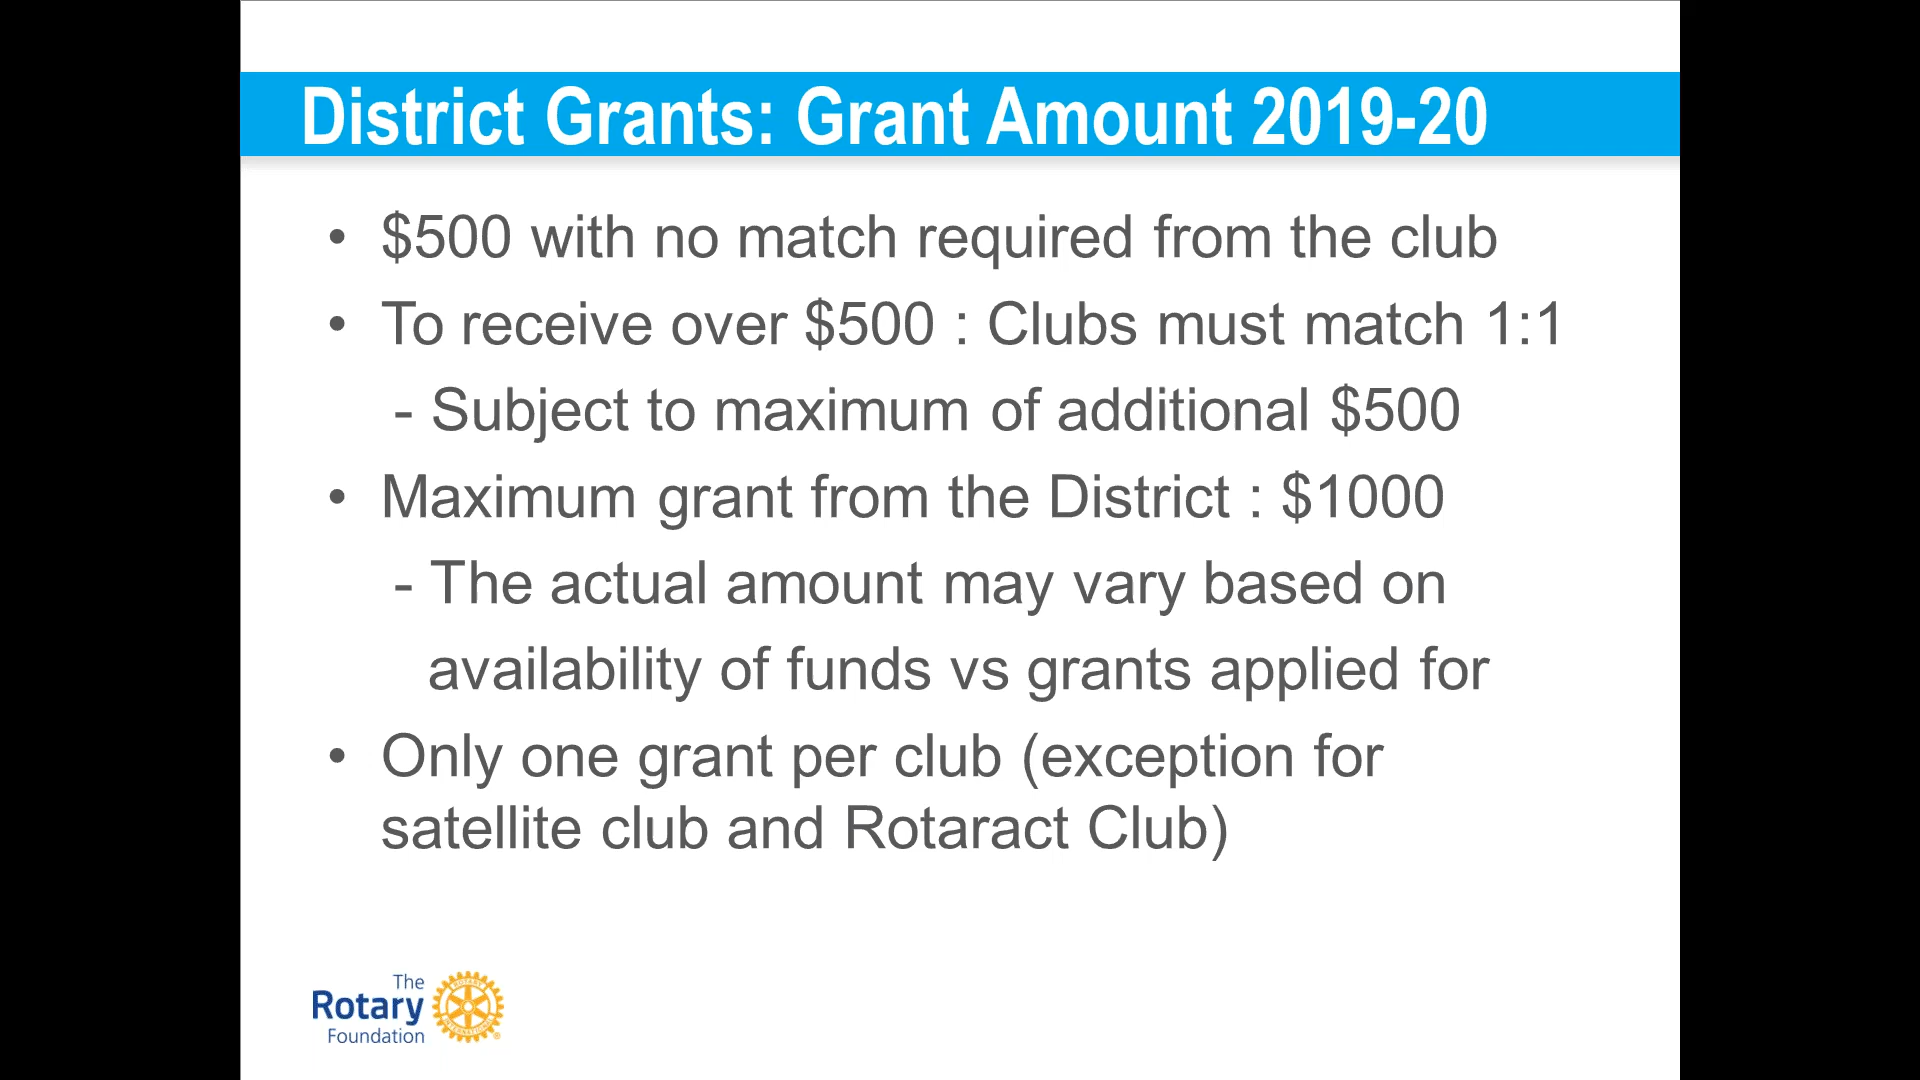 District Grants: Grant Amount 2019-20
• $500 with no match required from the club
• To receive over $500 : Clubs must match 1:1
- Subject to maximum of additional $500
• Maximum grant from the District : $1000
- The actual amount may vary based on
availability of funds vs grants applied for
• Only one grant per club (exception for
satellite club and Rotaract Club)
The
Rotary
Foundation
ROTARY
INTERNATIONAL